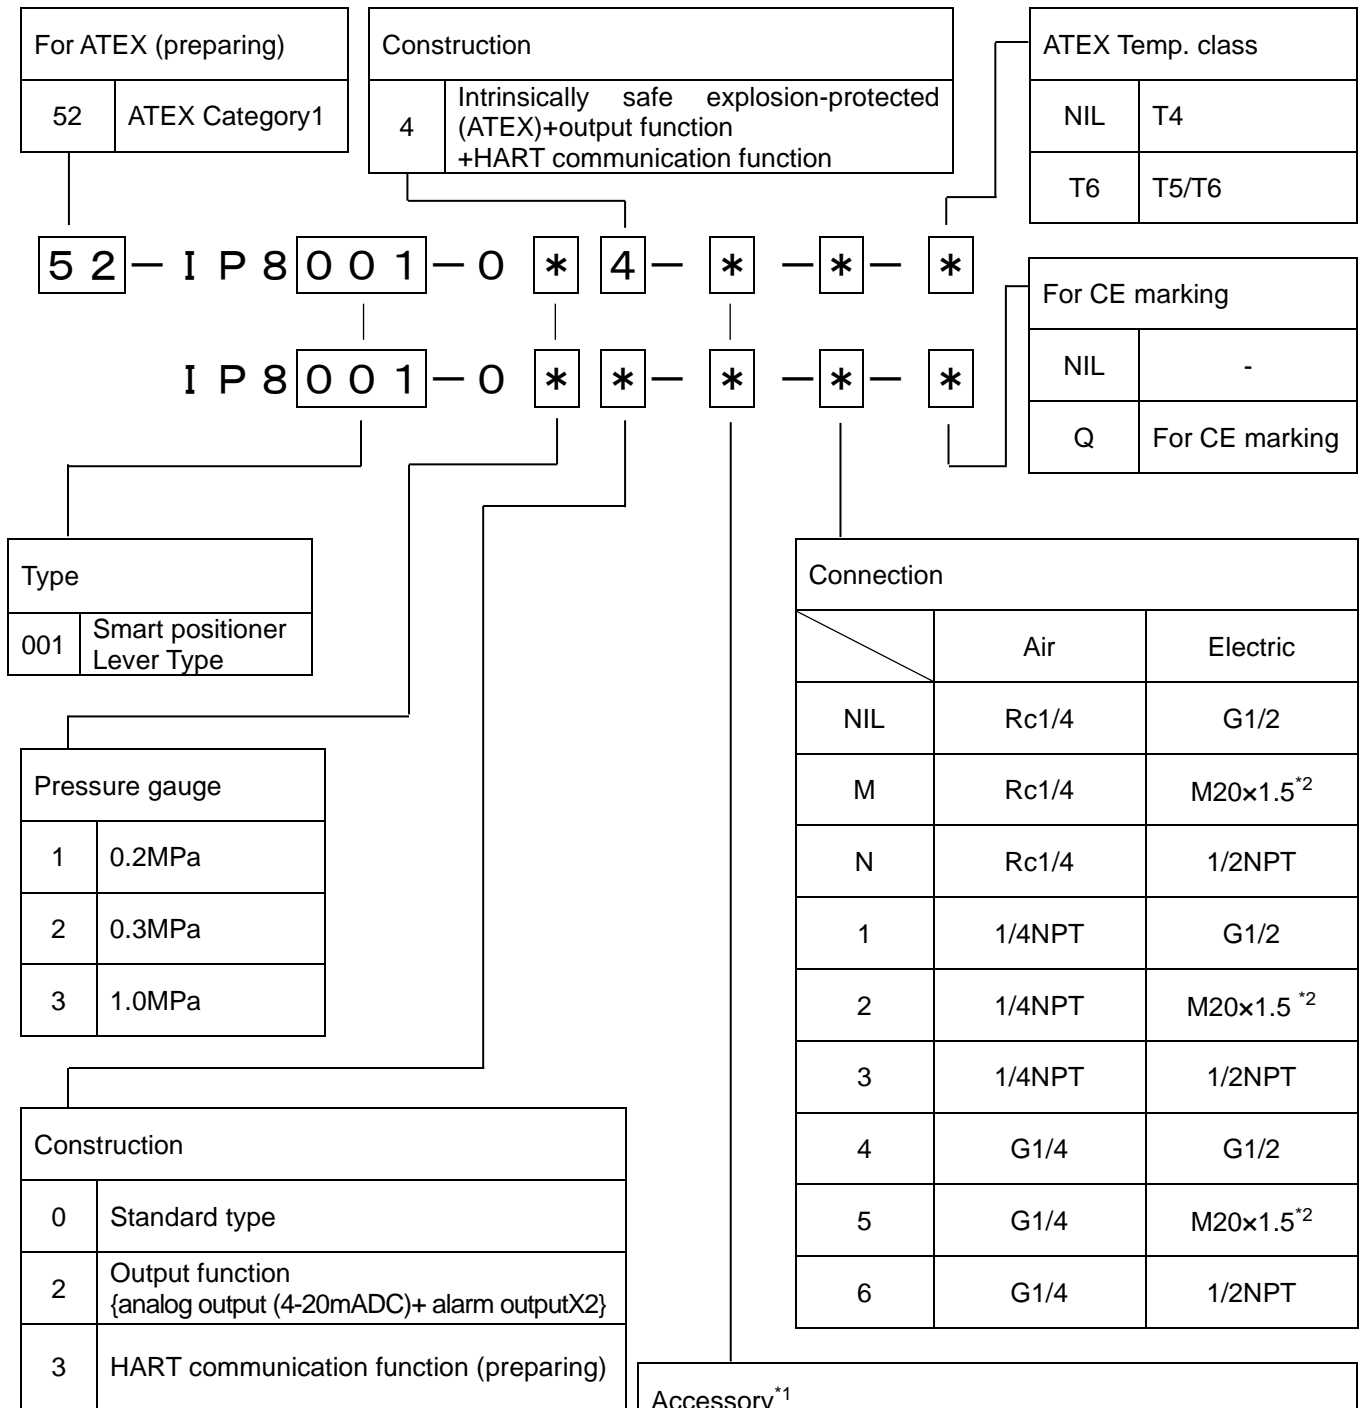 For ATEX (preparing)
52 ATEX Category1
Construction
4 Intrinsically safe explosion-protected
(ATEX)+output function
+HART communication function
ATEX Temp. class
NIL T4
T6 T5/T6
52-IP8001-0*4-*-*-*
IP8001-0**-*-*-*
For CE marking
NIL -
Q For CE marking
Type
001 Smart positioner
Lever Type
Pressure gauge
1 0.2MPa
2 0.3MPa
3 1.0MPa
Construction
0 Standard type
2 Output function
{analog output (4-20mADC)+ alarm outputX2}
3 HART communication function (preparing)
Connection
Air Electric
NIL Rc1/4 G1/2
M Rc1/4 M20×1.5*2
N Rc1/4 1/2NPT
1 1/4NPT G1/2
2 1/4NPT M20×1.5 *2
3 1/4NPT 1/2NPT
4 G1/4 G1/2
5 G1/4 M20×1.5*2
6 G1/4 1/2NPT
Accessory*1